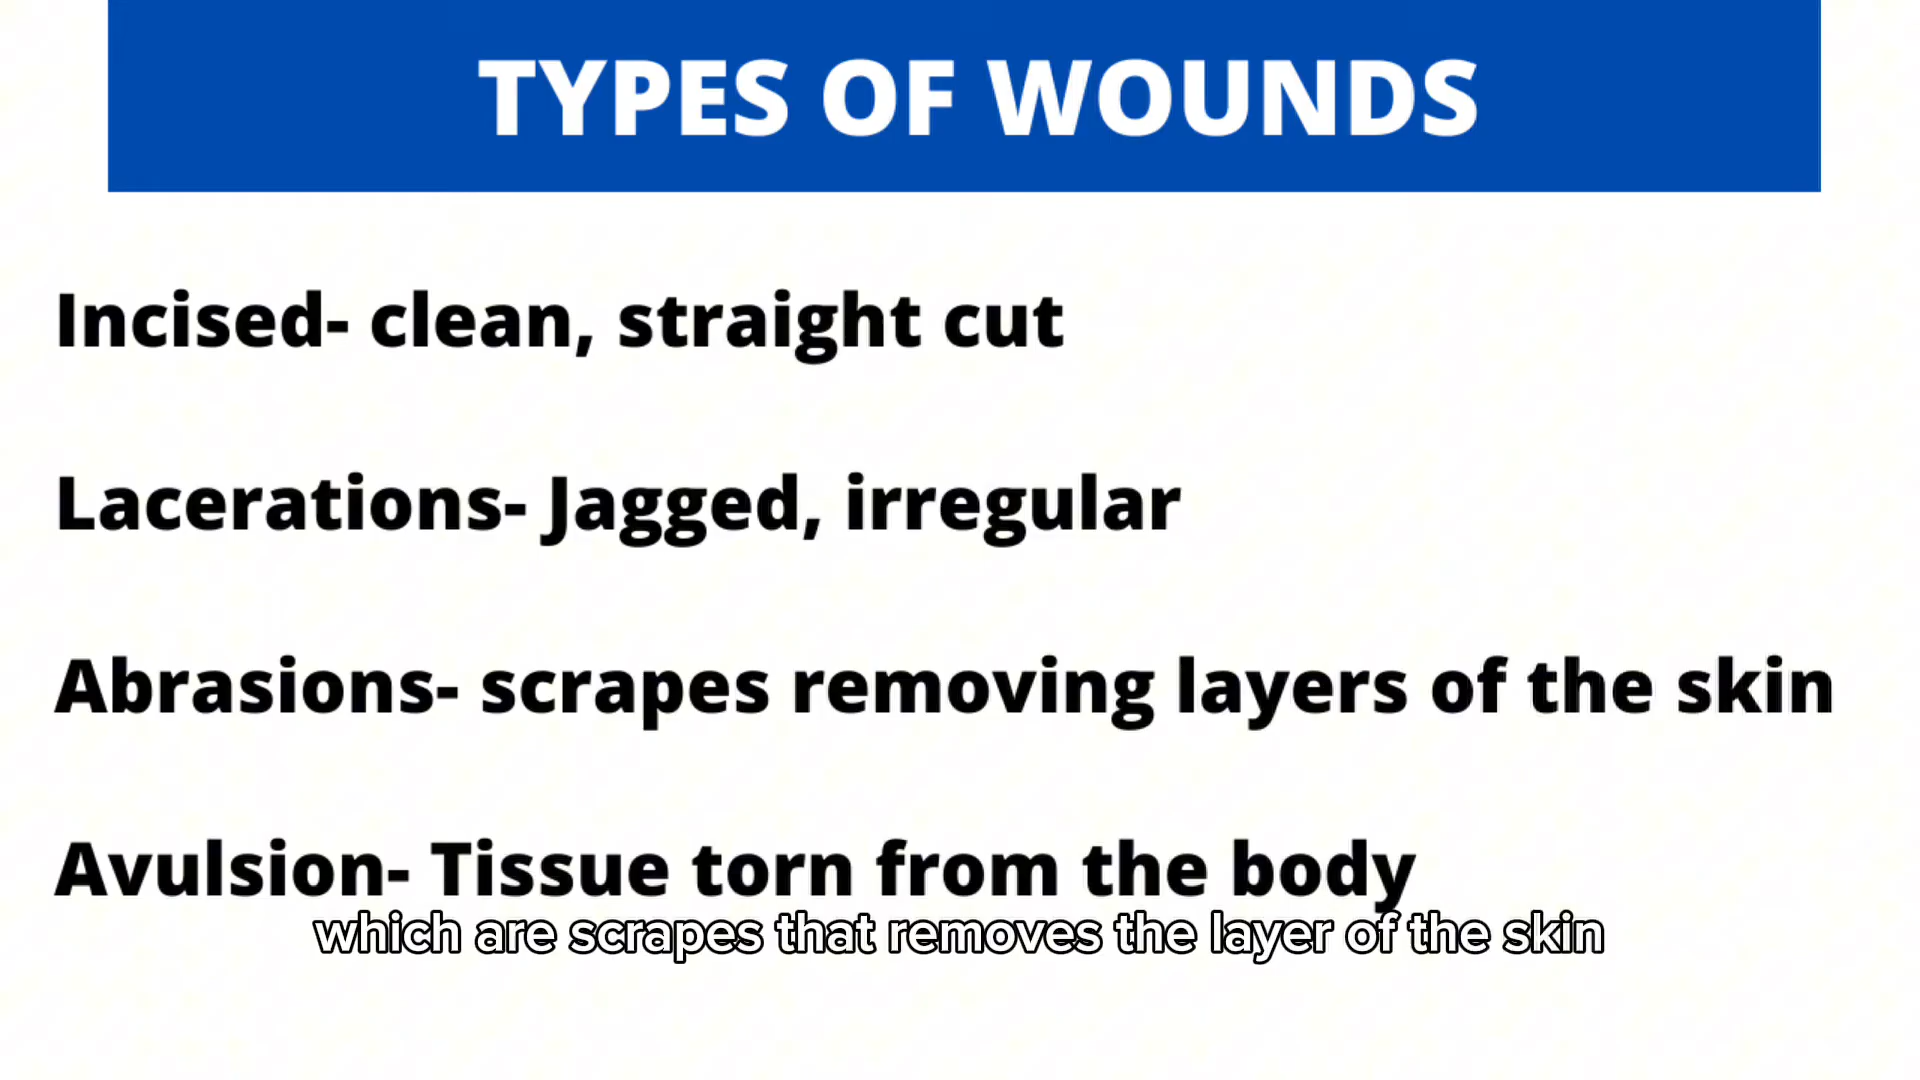 TYPES OF WOUNDS
Incised- clean, straight cut
Lacerations- Jagged, irregular
Abrasions- scrapes removing layers of the skin
Avulsion- Tissue torn from the body
which are scrapes that removes the layer of the skin